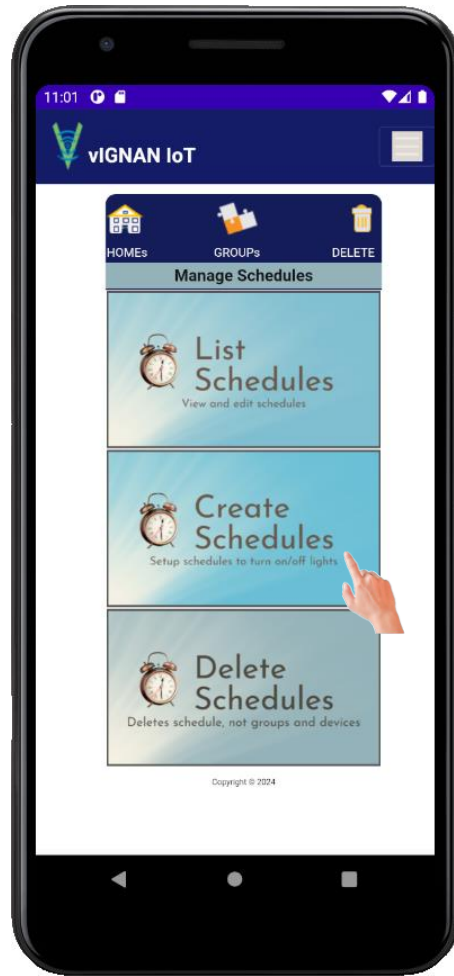 11:01
vIGNAN IoT
HOMEs GROUPs DELETE
Manage Schedules
List
Schedules
View and edit schedules
Create
Schedules
Setup schedules to turn on/off lights
Delete
Schedules
Deletes schedule, not groups and devices
Copyright © 2024